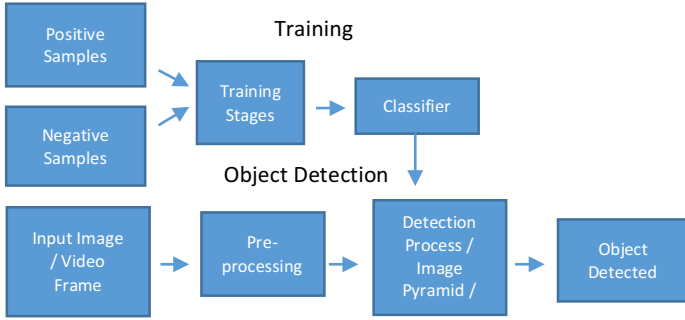 Positive
Samples
Training
Training
Stages
Classifier
Negative
Samples
Object Detection
Input Image
/ Video
Frame
Pre-
processing
Detection
Process /
Image
Pyramid /
Object
Detected